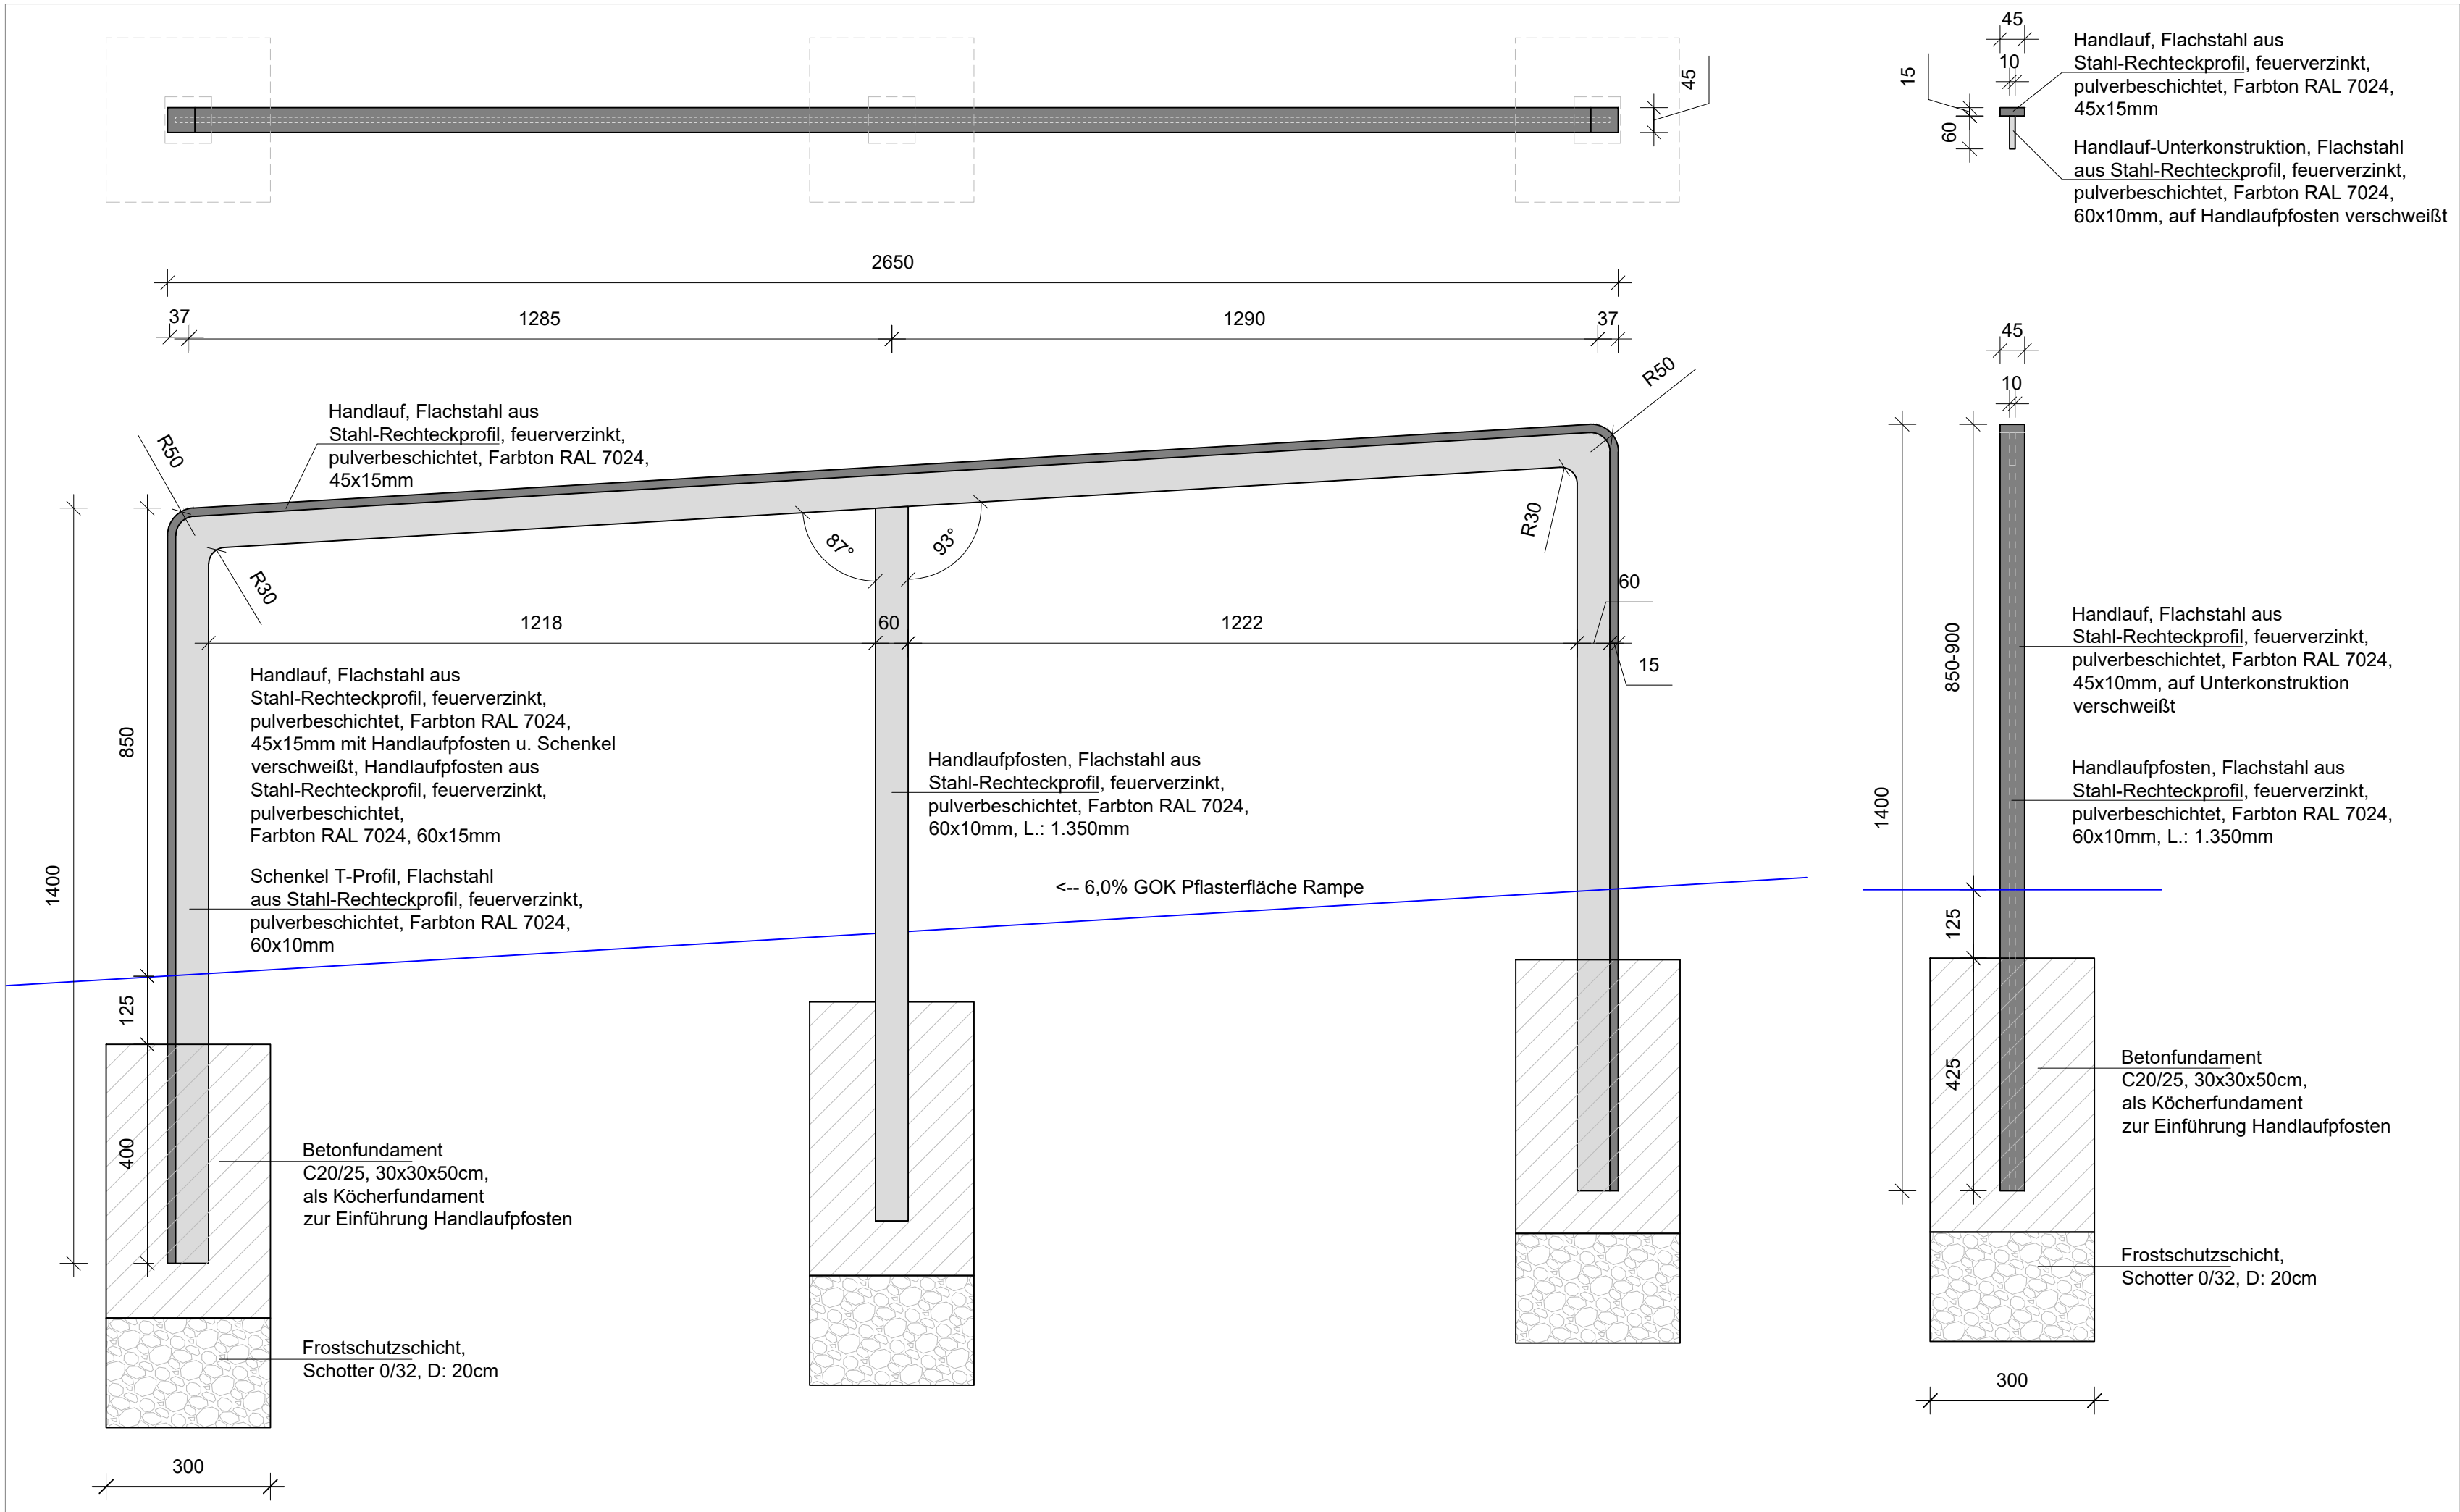 45
45
10
15
60
Handlauf, Flachstahl aus
Stahl-Rechteckprofil, feuerverzinkt,
pulverbeschichtet, Farbton RAL 7024,
45x15mm
Handlauf-Unterkonstruktion, Flachstahl
aus Stahl-Rechteckprofil, feuerverzinkt,
pulverbeschichtet, Farbton RAL 7024,
60x10mm, auf Handlaufpfosten verschweißt
2650
37
1285
1290
37
R50
Handlauf, Flachstahl aus
Stahl-Rechteckprofil, feuerverzinkt,
pulverbeschichtet, Farbton RAL 7024,
45x15mm
R50
R30
87°
93°
R30
1218
60
1222
60
15
1400
850
125
400
Handlauf, Flachstahl aus
Stahl-Rechteckprofil, feuerverzinkt,
pulverbeschichtet, Farbton RAL 7024,
45x15mm mit Handlaufpfosten u. Schenkel
verschweißt, Handlaufpfosten aus
Stahl-Rechteckprofil, feuerverzinkt,
pulverbeschichtet,
Farbton RAL 7024, 60x15mm
Schenkel T-Profil, Flachstahl
aus Stahl-Rechteckprofil, feuerverzinkt,
pulverbeschichtet, Farbton RAL 7024,
60x10mm
Handlaufpfosten, Flachstahl aus
Stahl-Rechteckprofil, feuerverzinkt,
pulverbeschichtet, Farbton RAL 7024,
60x10mm, L.: 1.350mm
<-- 6,0% GOK Pflasterfläche Rampe
Betonfundament
C20/25, 30x30x50cm,
als Köcherfundament
zur Einführung Handlaufpfosten
Frostschutzschicht,
Schotter 0/32, D: 20cm
300
45
10
1400
850-900
125
425
Handlauf, Flachstahl aus
Stahl-Rechteckprofil, feuerverzinkt,
pulverbeschichtet, Farbton RAL 7024,
45x10mm, auf Unterkonstruktion
verschweißt
Handlaufpfosten, Flachstahl aus
Stahl-Rechteckprofil, feuerverzinkt,
pulverbeschichtet, Farbton RAL 7024,
60x10mm, L.: 1.350mm
Betonfundament
C20/25, 30x30x50cm,
als Köcherfundament
zur Einführung Handlaufpfosten
Frostschutzschicht,
Schotter 0/32, D: 20cm
300